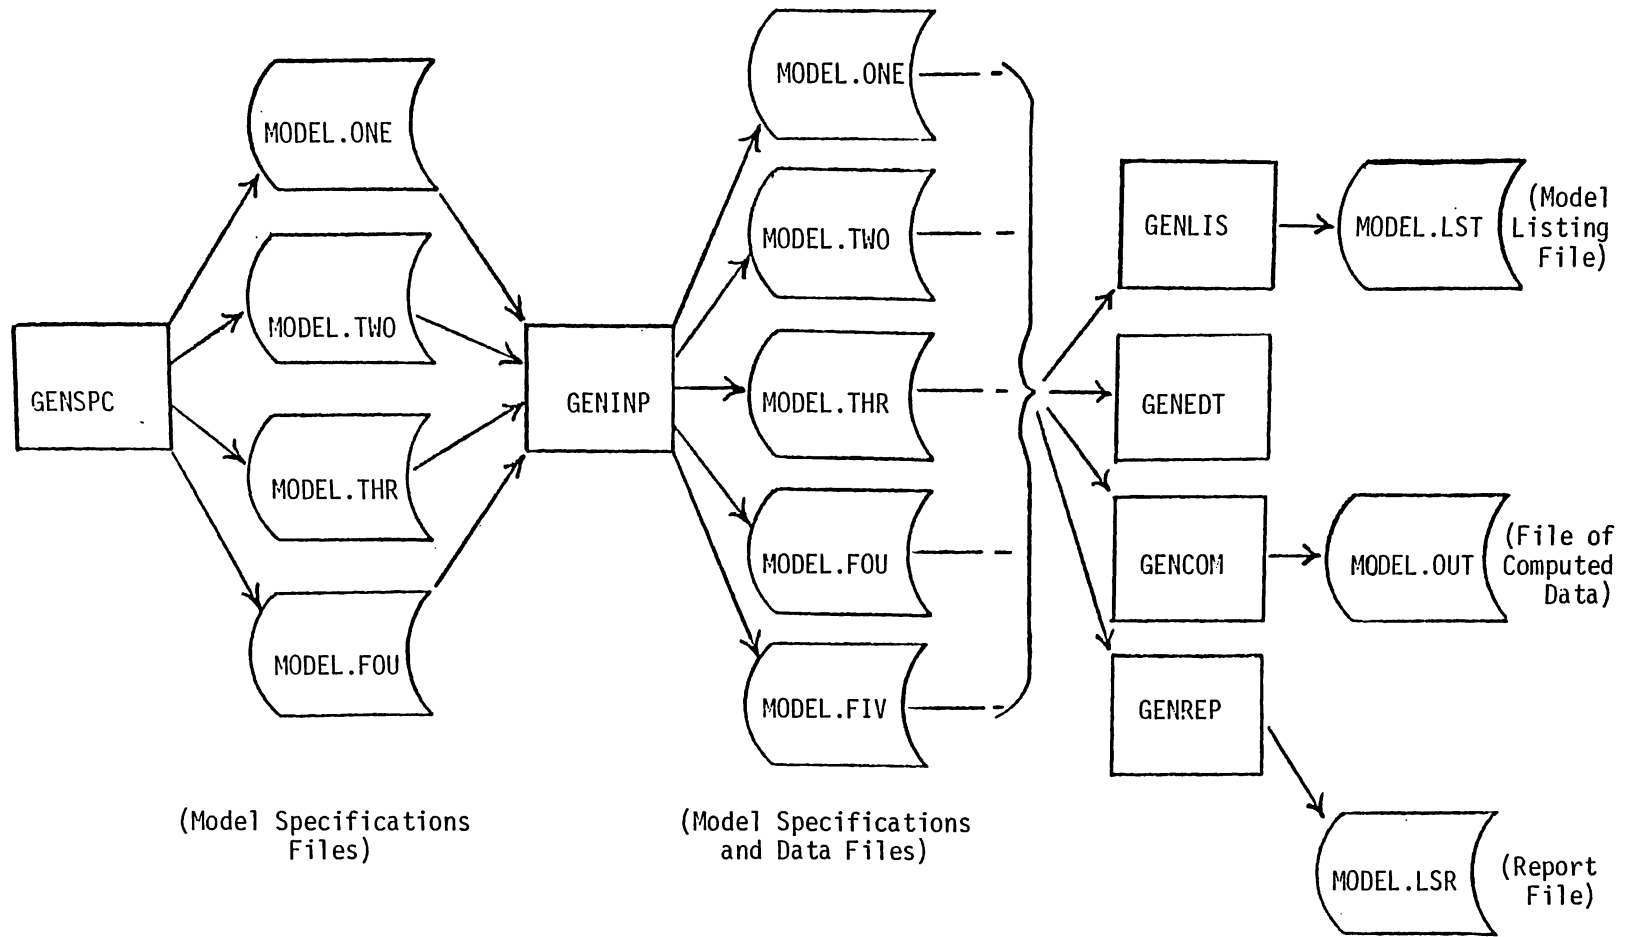 GENSPC
MODEL.ONE
MODEL.TWO
MODEL.THR
MODEL.FOU
(Model Specifications
Files)
GENINP
MODEL.ONE
MODEL.TWO
MODEL.THR
MODEL.FOU
MODEL.FIV
(Model Specifications
and Data Files)
GENLIS
MODEL.LST
(Model
Listing
File)
GENEDT
GENCOM
MODEL.OUT
(File of
Computed
Data)
GENREP
MODEL.LSR
(Report
File)